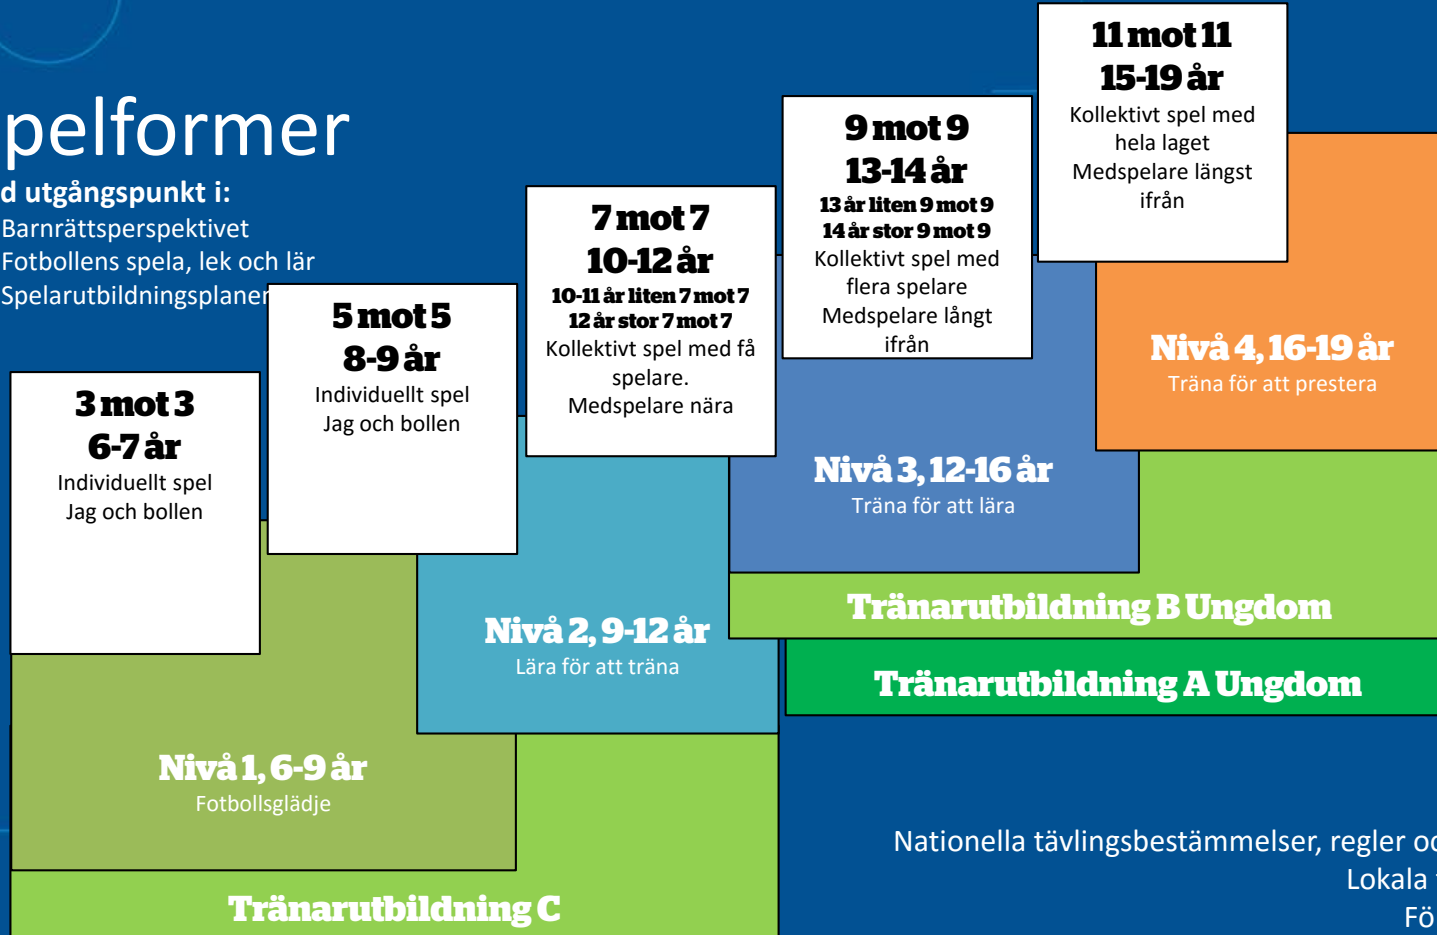 pelformer
d utgångspunkt i:
Barnrättsperspektivet
Fotbollens spela, lek och lär
Spelarutbildningsplaner
3 mot 3
6-7 år
Individuellt spel
Jag och bollen
5 mot 5
8-9 år
Individuellt spel
Jag och bollen
7 mot 7
10-12 år
10-11 år liten 7 mot 7
12 år stor 7 mot 7
Kollektivt spel med få
spelare.
Medspelare nära
9 mot 9
13-14 år
13 år liten 9 mot 9
14 år stor 9 mot 9
Kollektivt spel med
flera spelare
Medspelare långt
ifrån
11 mot 11
15-19 år
Kollektivt spel med
hela laget
Medspelare längst
ifrån
Nivå 1, 6-9 år
Fotbollsglädje
Nivå 2, 9-12 år
Lära för att träna
Nivå 3, 12-16 år
Träna för att lära
Nivå 4, 16-19 år
Träna för att prestera
Tränarutbildning B Ungdom
Tränarutbildning A Ungdom
Tränarutbildning C
Nationella tävlingsbestämmelser, regler oc
Lokala
Fö